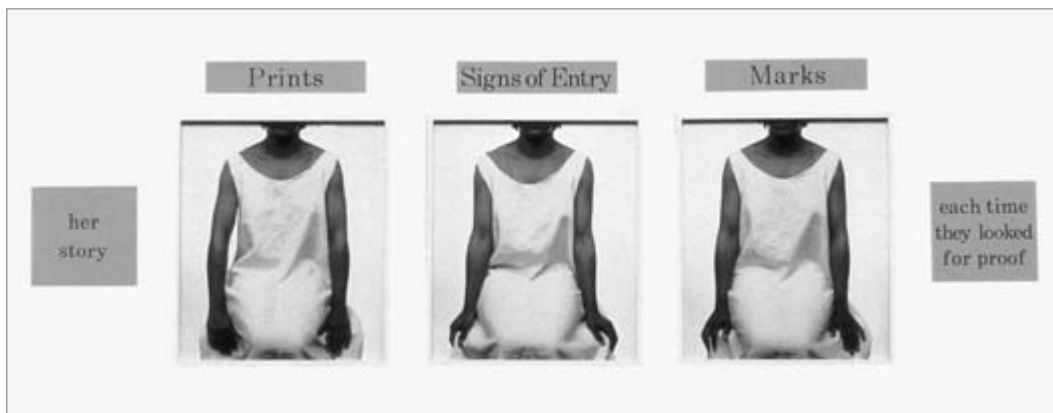 Prints
Signs of Entry
Marks
her
story
each time
they looked
for proof